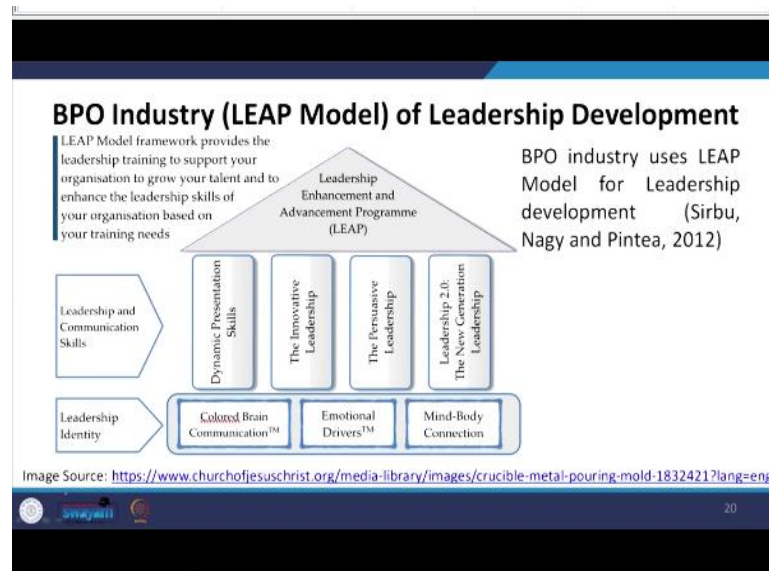 BPO Industry (LEAP Model) of Leadership Development
LEAP Model framework provides the
leadership training to support your
organisation to grow your talent and to
enhance the leadership skills of
your organisation based on
your training needs
Leadership
Enhancement and
Advancement Programme
(LEAP)
BPO industry uses LEAP
Model for Leadership
development (Sirbu,
Nagy and Pintea, 2012)
Leadership and
Communication
Skills
Dynamic Presentation
Skills
The Innovative
Leadership
The Persuasive
Leadership
Leadership 2.0:
The New Generation
Leadership
Leadership
Identity
Colored Brain
Communication™
Emotional
Drivers™
Mind-Body
Connection
Image Source: https://www.churchofjesuschrist.org/media-library/images/crucible-metal-pouring-mold-1832421?lang=eng
swayam
20